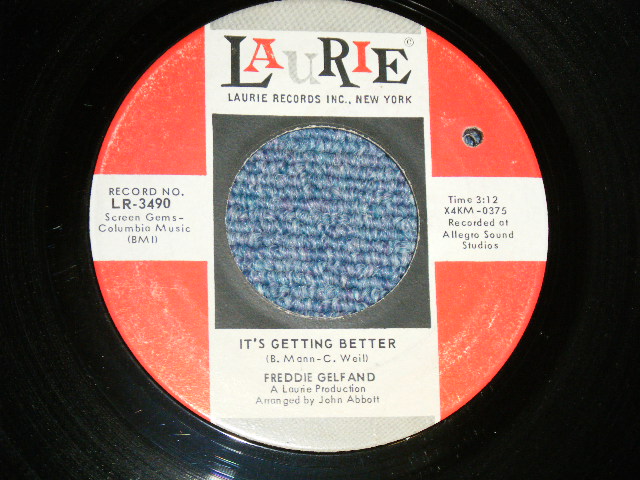 LAURIE ©
LAURIE RECORDS INC., NEW YORK
RECORD NO.
LR-3490
Screen Gems-
Columbia Music
(BMI)
Time 3:12
X4KM-0375
Recorded at
Allegro Sound
Studios
IT'S GETTING BETTER
(B. Mann-C. Weil)
FREDDIE GELFAND
A Laurie Production
Arranged by John Abbott